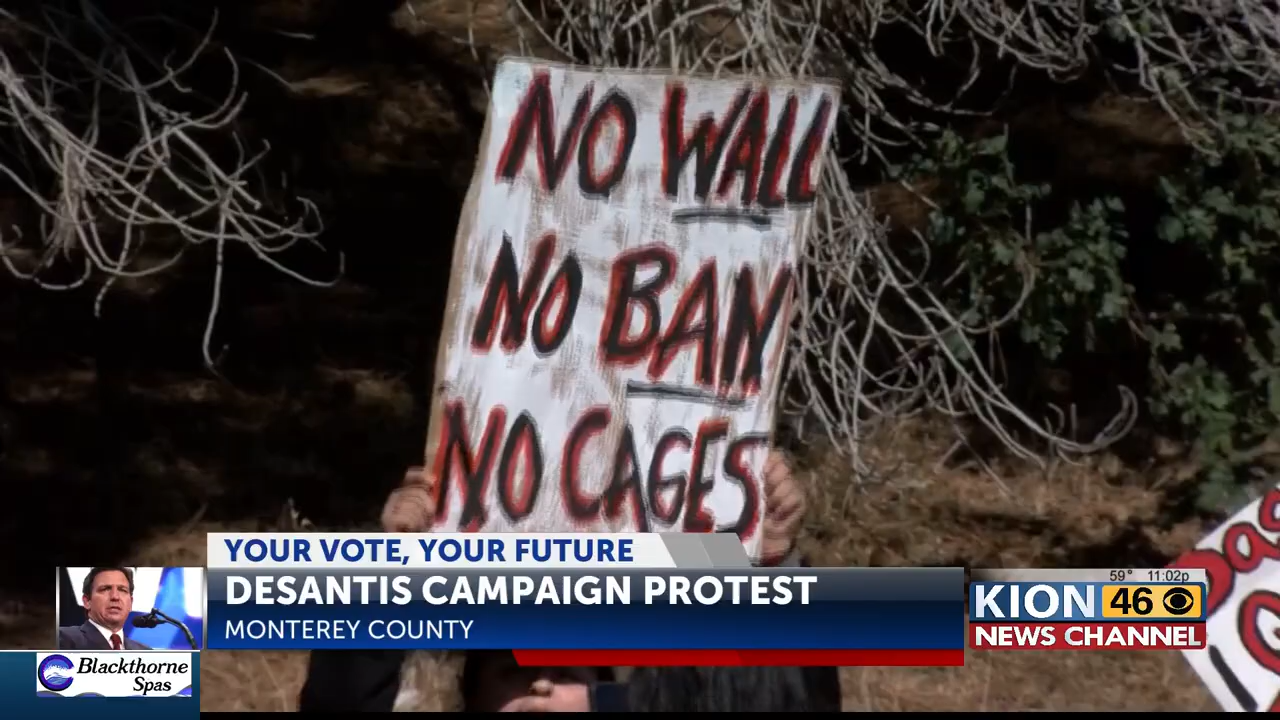 NO WALL
NO BAN
NO CAGES
YOUR VOTE, YOUR FUTURE
DESANTIS CAMPAIGN PROTEST
MONTEREY COUNTY
59° 11:02p
KION 46
NEWS CHANNEL
Blackthorne
Spas